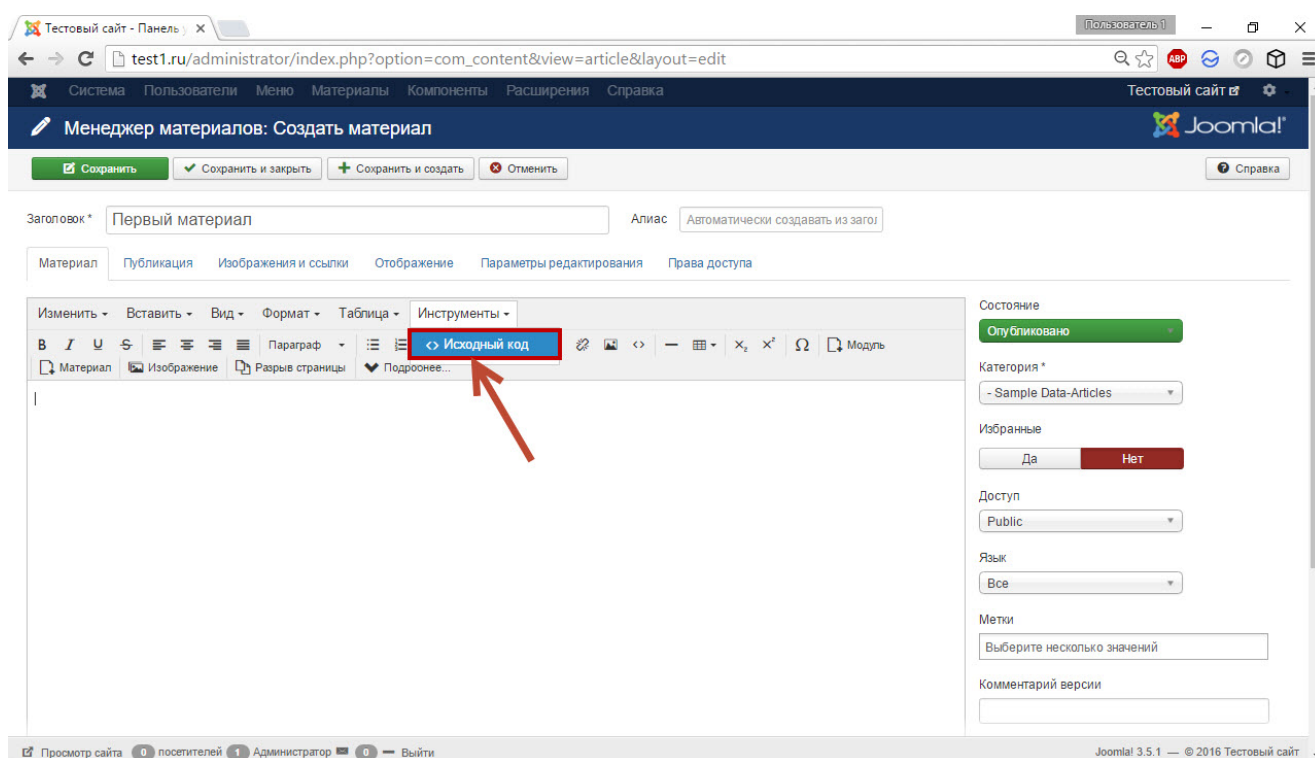 Тестовый сайт - Панель у
Пользователь 1
test1.ru/administrator/index.php?option=com_content&view=article&layout=edit
ABP
Система Пользователи Меню Материалы Компоненты Расширения Справка Тестовый сайт
Менеджер материалов: Создать материал Joomla!®
Сохранить Сохранить и закрыть Сохранить и создать Отменить Справка
Заголовок * Первый материал Алиас Автоматически создавать из загол
Материал Публикация Изображения и ссылки Отображение Параметры редактирования Права доступа
Изменить Вставить Вид Формат Таблица Инструменты
B I U S Параграф <> Исходный код <> — X₂ X² Ω Модуль
Материал Изображение Разрыв страницы Подробнее...
Состояние
Опубликовано
Категория *
- Sample Data-Articles
Избранные
Да Нет
Доступ
Public
Язык
Все
Метки
Выберите несколько значений
Комментарий версии
Просмотр сайта 0 посетителей 1 Администратор 0 — Выйти Joomla! 3.5.1 — © 2016 Тестовый сайт